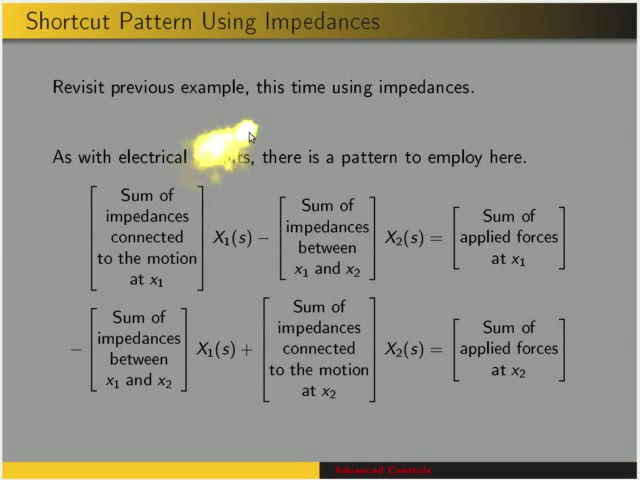 Shortcut Pattern Using Impedances
Revisit previous example, this time using impedances.
As with electrical there is a pattern to employ here.
[Sum of
impedances
connected
to the motion
at x₁] X₁(s) − [Sum of
impedances
between
x₁ and x₂] X₂(s) = [Sum of
applied forces
at x₁]
− [Sum of
impedances
between
x₁ and x₂] X₁(s) + [Sum of
impedances
connected
to the motion
at x₂] X₂(s) = [Sum of
applied forces
at x₂]
Advanced Controls